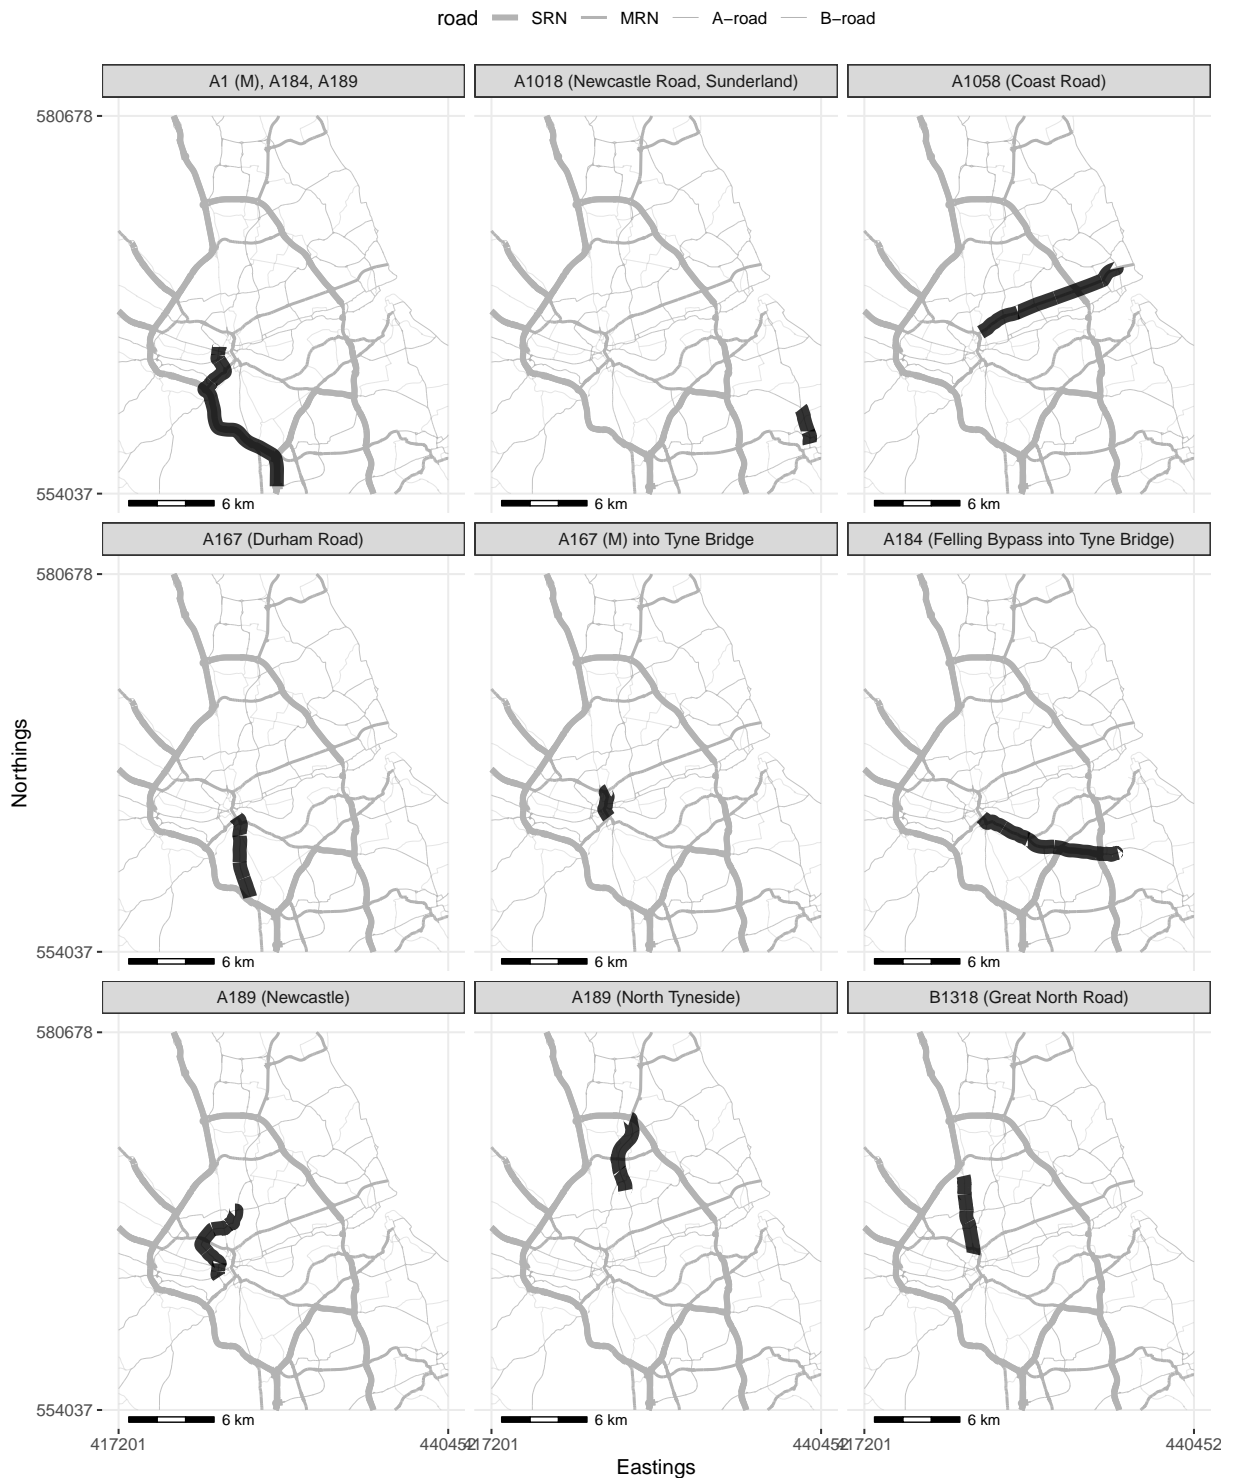 road SRN MRN A−road B−road
A1 (M), A184, A189
A1018 (Newcastle Road, Sunderland)
A1058 (Coast Road)
580678
554037
6 km
6 km
6 km
A167 (Durham Road)
A167 (M) into Tyne Bridge
A184 (Felling Bypass into Tyne Bridge)
580678
554037
6 km
6 km
6 km
Northings
A189 (Newcastle)
A189 (North Tyneside)
B1318 (Great North Road)
580678
554037
6 km
6 km
6 km
417201
440452
417201
440452
417201
440452
Eastings